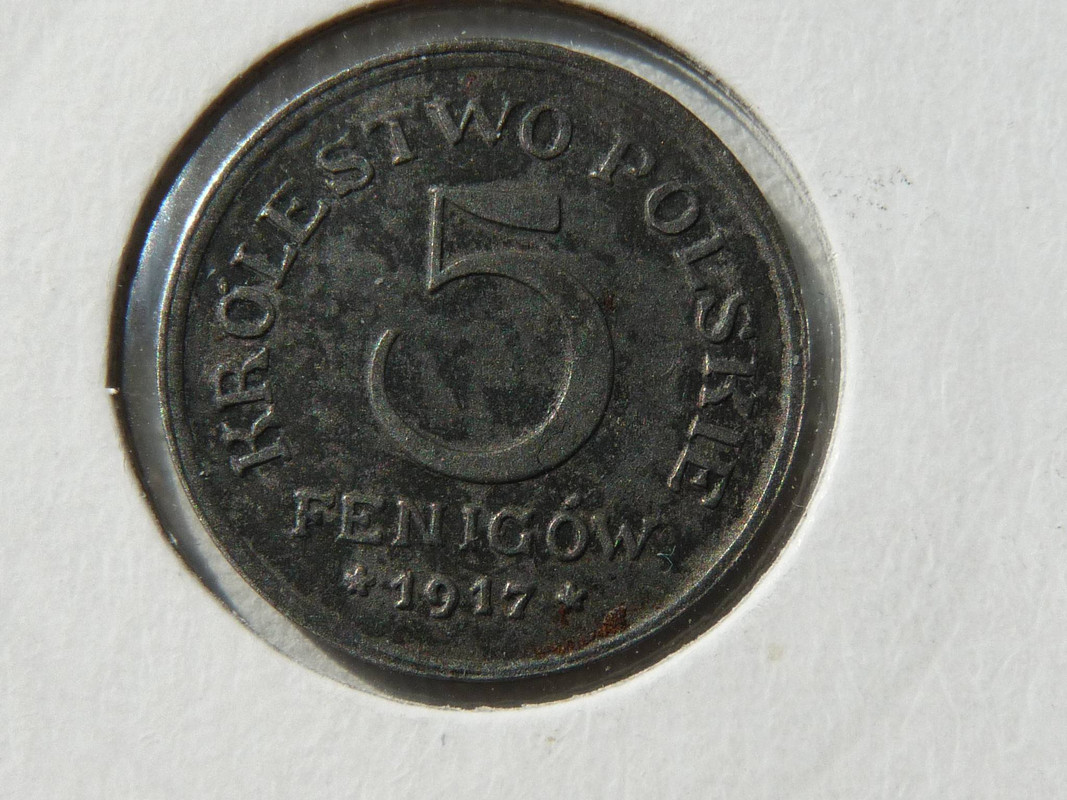 KRÓLESTWO POLSKIE
5
FENIGÓW
* 1917 *